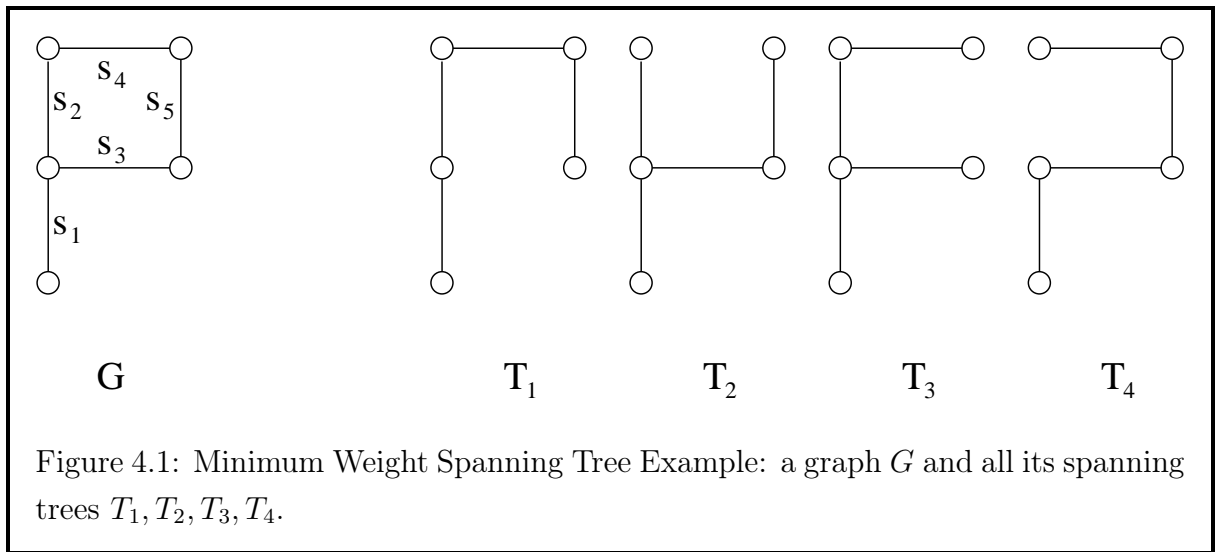 s₄
s₂ s₅
s₃
s₁
G T₁ T₂ T₃ T₄
Figure 4.1: Minimum Weight Spanning Tree Example: a graph G and all its spanning
trees T₁, T₂, T₃, T₄.